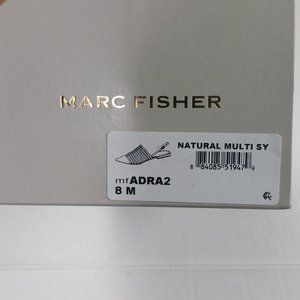 MARC FISHER
NATURAL MULTI SY
8 84085 51947 9
mfADRA2
8 M